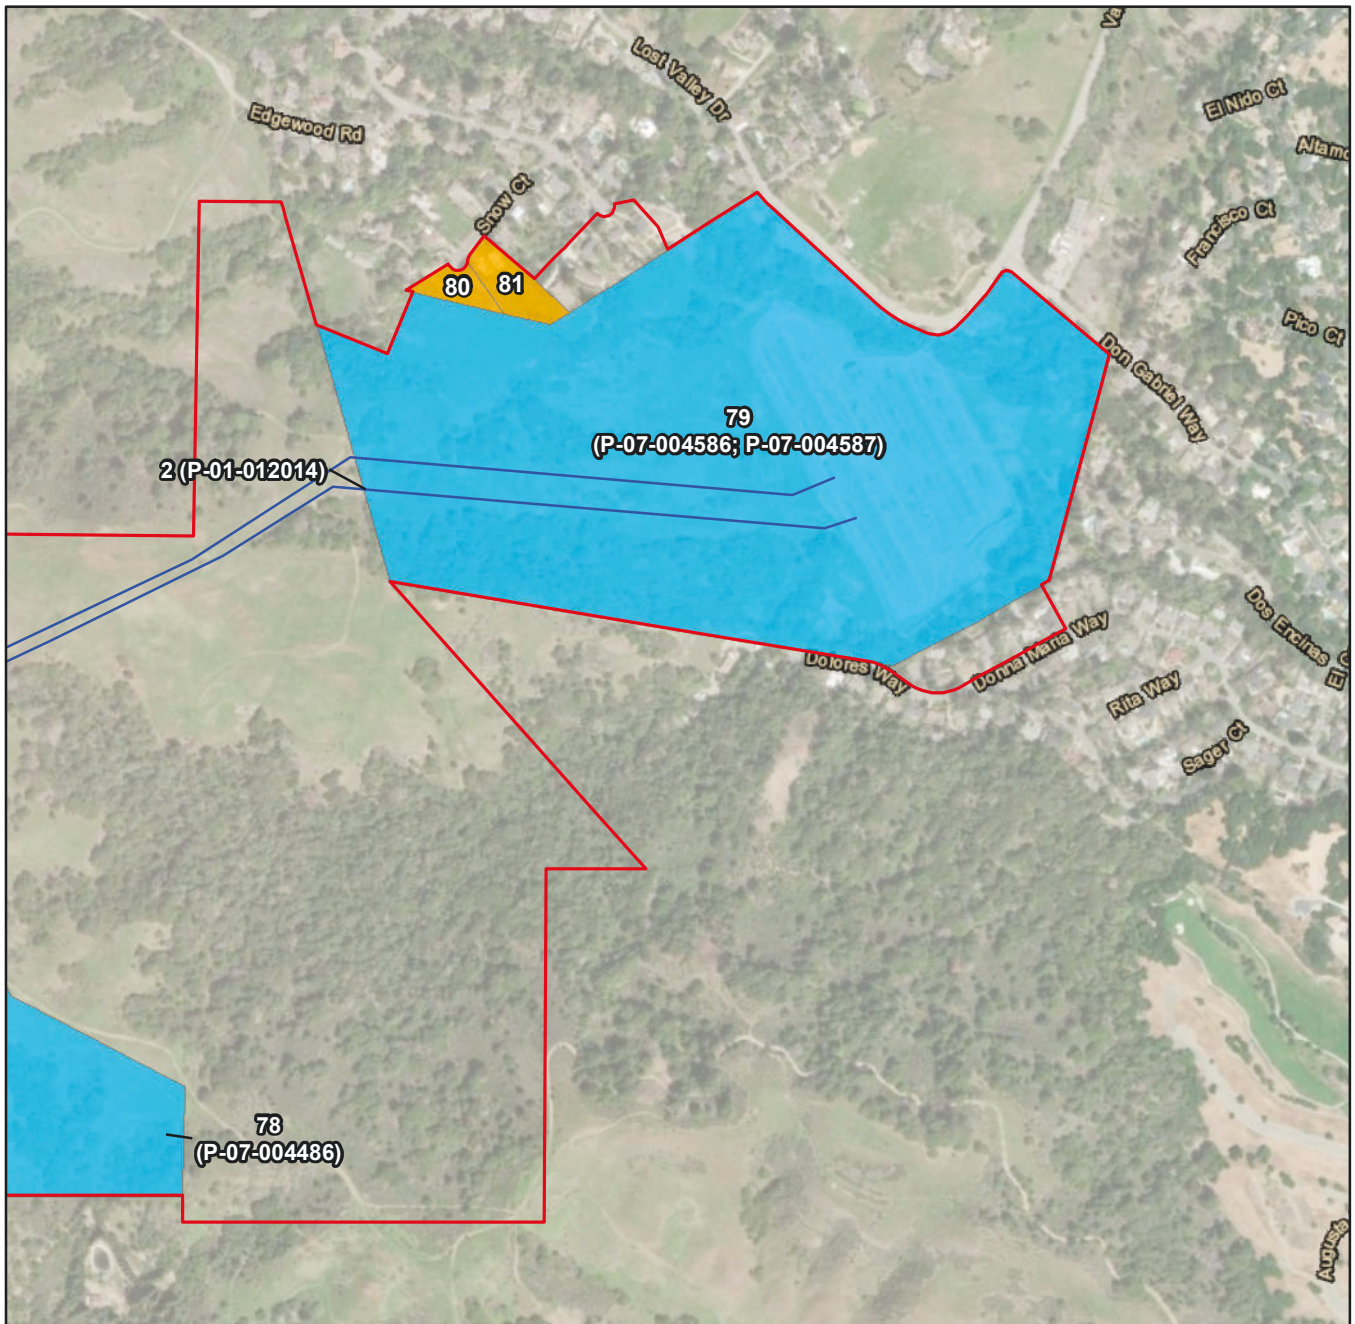 Lost Valley Dr
El Nido Ct
Edgewood Rd
Snow Ct
Francisco Ct
80
81
Pico Ct
Don Gabriel Way
79
(P-07-004586; P-07-004587)
2 (P-01-012014)
Dos Encinas
El
Donna Maria Way
Dolores Way
Rita Way
Sager Ct
78
(P-07-004486)